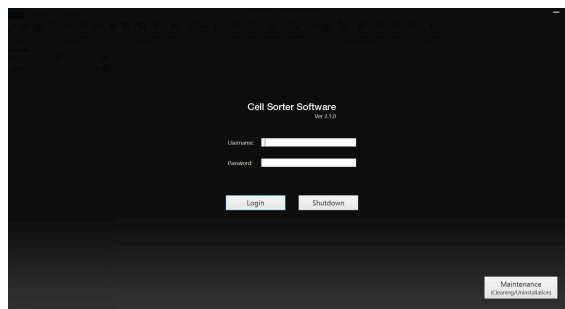 Cell Sorter Software
Ver 2.1.0
Username:
Password:
Login
Shutdown
Maintenance
(Cleaning/Uninstallation)